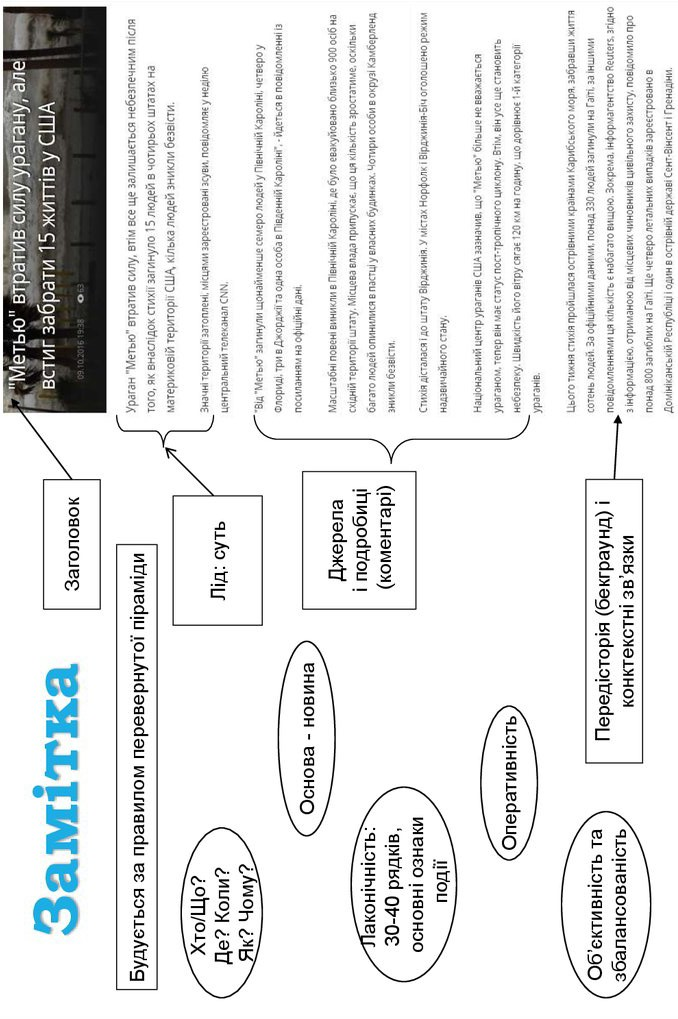 Замітка
Будується за правилом перевернутої піраміди
Хто/Що?
Де? Коли?
Як? Чому?
Основа - новина
Лаконічність:
30-40 рядків,
основні ознаки
події
Оперативність
Об'єктивність та
збалансованість
Заголовок
Лід: суть
Джерела
і подробиці
(коментарі)
Передісторія (бекграунд) і
конктекстні зв'язки
"Метью" втратив силу урагану, але
встиг забрати 15 життів у США
09.10.2016 19:38 63
Ураган "Метью" втратив силу, втім все ще залишається небезпечним після
того, як внаслідок стихії загинуло 15 людей в чотирьох штатах на
материковій території США, кілька людей зникли безвісти.
Значні території затоплені, місцями зареєстровані зсуви, повідомляє у неділю
центральний телеканал CNN.
"Від "Метью" загинули щонайменше семеро людей у Північній Кароліні, четверо у
Флориді, три в Джорджії та одна особа в Південній Кароліні", - йдеться в повідомленні із
посиланням на офіційні дані.
Масштабні повені виникли в Північній Кароліні, де було евакуйовано близько 900 осіб на
східній території штату. Місцева влада припускає, що ця кількість зростатиме, оскільки
багато людей опинилися в пастці у власних будинках. Чотири особи в окрузі Камберленд
зникли безвісти.
Стихія дісталася і до штату Вірджинія. У містах Норфолк і Вірджинія-Біч оголошено режим
надзвичайного стану.
Національний центр ураганів США зазначив, що "Метью" більше не вважається
ураганом, тепер він має статус пост-тропічного циклону. Втім, він усе ще становить
небезпеку. Швидкість його вітру сягає 120 км на годину, що дорівнює 1-й категорії
ураганів.
Цього тижня стихія пройшлася острівними країнами Карибського моря, забравши життя
сотень людей. За офіційними даними, понад 330 людей загинули на Гаїті, за іншими
повідомленнями ця кількість є набагато вищою. Зокрема, інформагентство Reuters, згідно
з інформацією, отриманою від місцевих чиновників цивільного захисту, повідомило про
понад 800 загиблих на Гаїті. Ще четверо летальних випадків зареєстровано в
Домініканській Республіці і один в острівній державі Сент-Вінсент і Гренадіни.